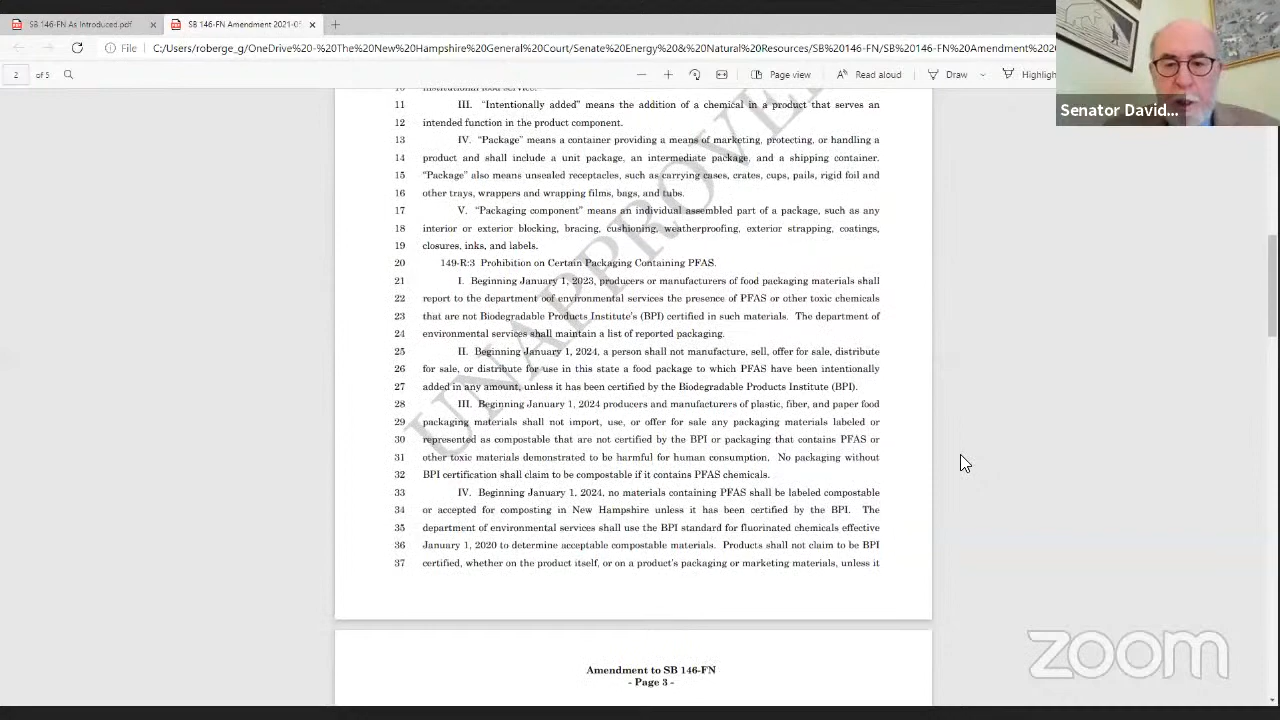 SB 146-FN As Introduced.pdf
SB 146-FN Amendment 2021-05
File
C:/Users/roberge_g/OneDrive%20-%20The%20New%20Hampshire%20General%20Court/Senate%20Energy%20&%20Natural%20Resources/SB%20146-FN/SB%20146-FN%20Amendment%202
2 of 5
Page view
Read aloud
Draw
Highligh
Senator David...
10 institutional food service.
11 III. “Intentionally added” means the addition of a chemical in a product that serves an
12 intended function in the product component.
13 IV. “Package” means a container providing a means of marketing, protecting, or handling a
14 product and shall include a unit package, an intermediate package, and a shipping container.
15 “Package” also means unsealed receptacles, such as carrying cases, crates, cups, pails, rigid foil and
16 other trays, wrappers and wrapping films, bags, and tubs.
17 V. “Packaging component” means an individual assembled part of a package, such as any
18 interior or exterior blocking, bracing, cushioning, weatherproofing, exterior strapping, coatings,
19 closures, inks, and labels.
20 149-R:3 Prohibition on Certain Packaging Containing PFAS.
21 I. Beginning January 1, 2023, producers or manufacturers of food packaging materials shall
22 report to the department oof environmental services the presence of PFAS or other toxic chemicals
23 that are not Biodegradable Products Institute’s (BPI) certified in such materials. The department of
24 environmental services shall maintain a list of reported packaging.
25 II. Beginning January 1, 2024, a person shall not manufacture, sell, offer for sale, distribute
26 for sale, or distribute for use in this state a food package to which PFAS have been intentionally
27 added in any amount, unless it has been certified by the Biodegradable Products Institute (BPI).
28 III. Beginning January 1, 2024 producers and manufacturers of plastic, fiber, and paper food
29 packaging materials shall not import, use, or offer for sale any packaging materials labeled or
30 represented as compostable that are not certified by the BPI or packaging that contains PFAS or
31 other toxic materials demonstrated to be harmful for human consumption. No packaging without
32 BPI certification shall claim to be compostable if it contains PFAS chemicals.
33 IV. Beginning January 1, 2024, no materials containing PFAS shall be labeled compostable
34 or accepted for composting in New Hampshire unless it has been certified by the BPI. The
35 department of environmental services shall use the BPI standard for fluorinated chemicals effective
36 January 1, 2020 to determine acceptable compostable materials. Products shall not claim to be BPI
37 certified, whether on the product itself, or on a product’s packaging or marketing materials, unless it
UNAPPROVE
Amendment to SB 146-FN
- Page 3 -
zoom